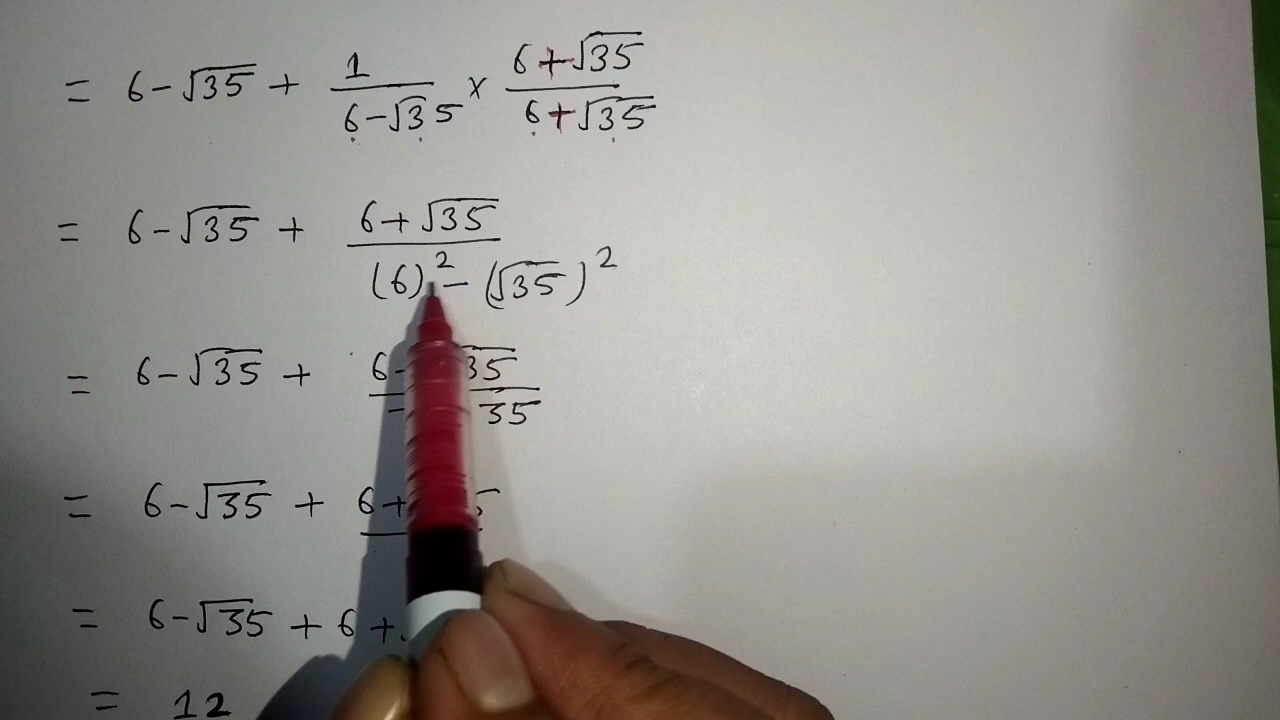 = 6-√35 + 1/(6-√35) × (6+√35)/(6+√35)
= 6-√35 + (6+√35)/((6)² - (√35)²)
= 6-√35 + 6 35 / 35
= 6-√35 + 6+
= 6-√35 + 6 +
= 12